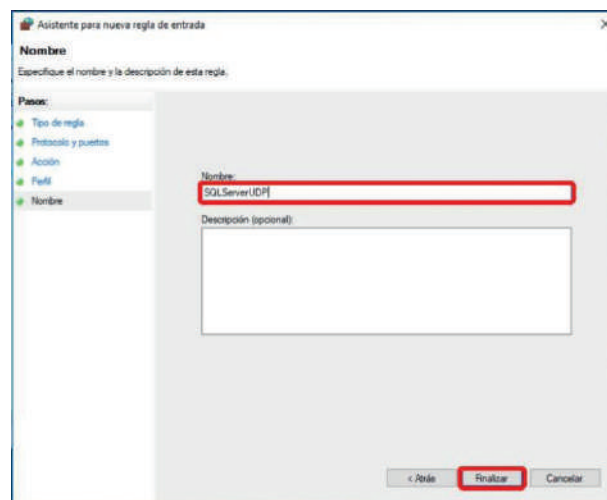 Asistente para nueva regla de entrada
Nombre
Especifique el nombre y la descripción de esta regla.
Pasos:
Tipo de regla
Protocolo y puertos
Acción
Perfil
Nombre
Nombre:
SQLServerUDP
Descripción (opcional):
< Atrás Finalizar Cancelar